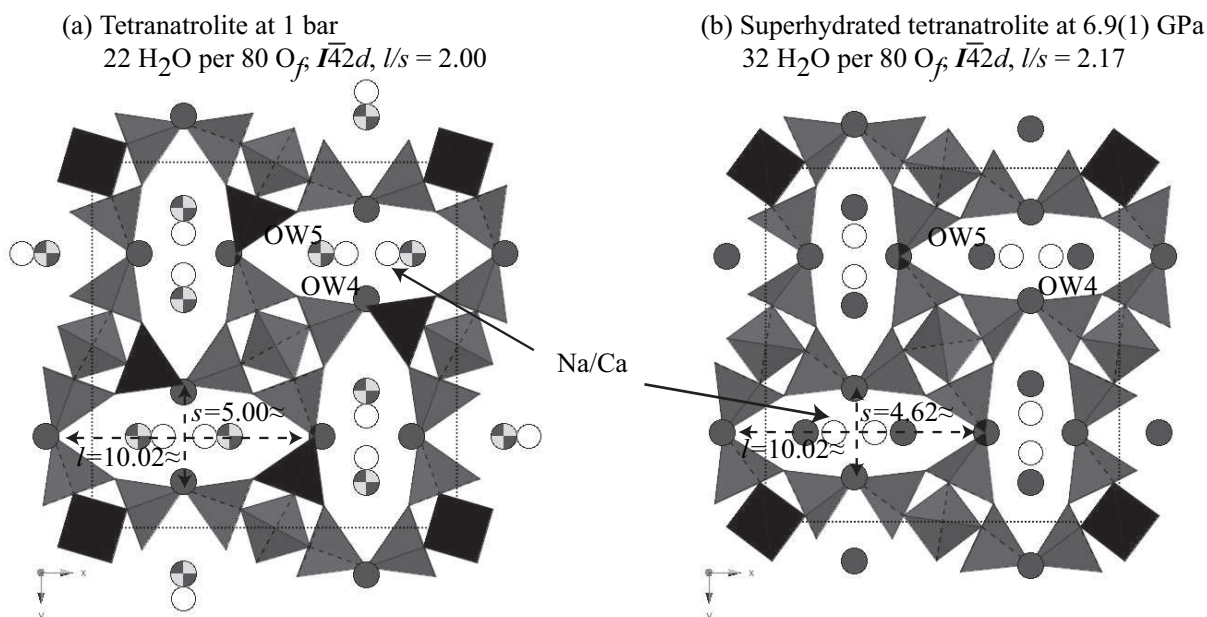 (a) Tetranatrolite at 1 bar
22 H₂O per 80 O_f, I4̅2d, l/s = 2.00
(b) Superhydrated tetranatrolite at 6.9(1) GPa
32 H₂O per 80 O_f, I4̅2d, l/s = 2.17
OW5
OW4
s=5.00≈
l=10.02≈
x
y
Na/Ca
OW5
OW4
s=4.62≈
l=10.02≈
x
y